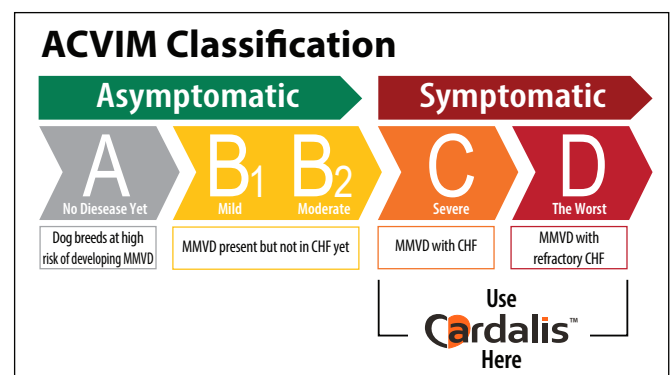 ACVIM Classification
Asymptomatic
Symptomatic
A
No Diesease Yet
B1
Mild
B2
Moderate
C
Severe
D
The Worst
Dog breeds at high
risk of developing MMVD
MMVD present but not in CHF yet
MMVD with CHF
MMVD with
refractory CHF
Use
Cardalis™
Here